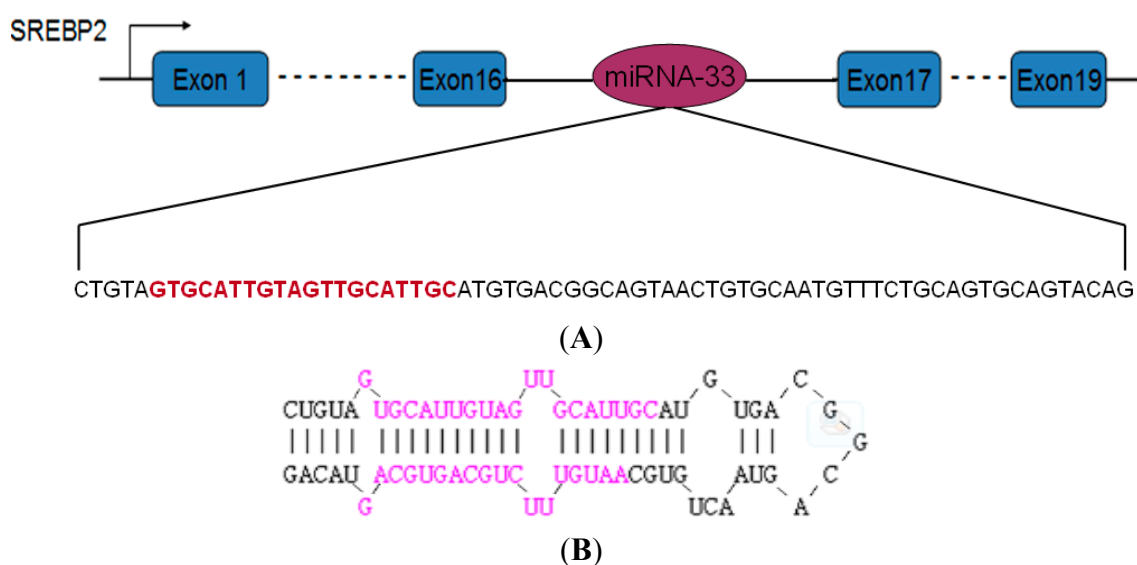 SREBP2
Exon 1 Exon16 miRNA-33 Exon17 Exon19
CTGTAGTGCATTGTAGTTGCATTGCATGTGACGGCAGTAACTGTGCAATGTTTCTGCAGTGCAGTACAG
(A)
G UU G C
CUGUA UGCAUUGUAG GCAUUGCAU UGA G
G
GACAU ACGUGACGUC UGUAACGUG AUG C
G UU UCA A
(B)